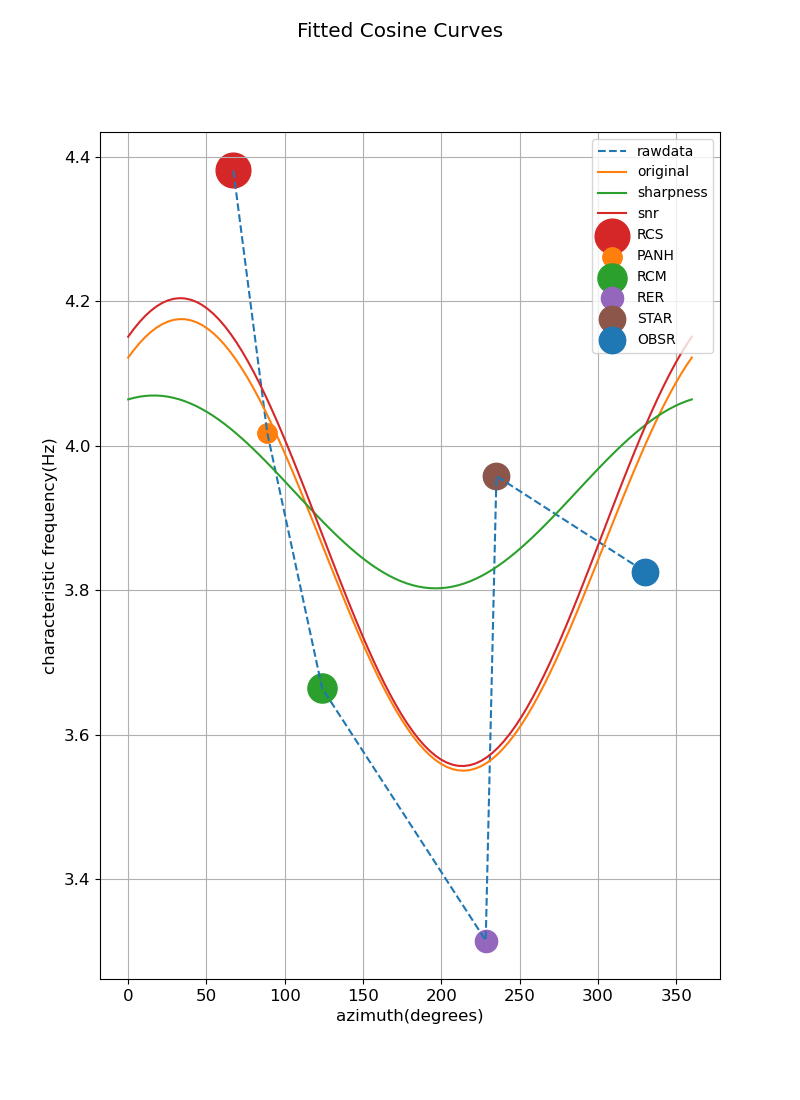 Fitted Cosine Curves
rawdata
original
sharpness
snr
RCS
PANH
RCM
RER
STAR
OBSR
characteristic frequency(Hz)
4.4
4.2
4.0
3.8
3.6
3.4
0 50 100 150 200 250 300 350
azimuth(degrees)